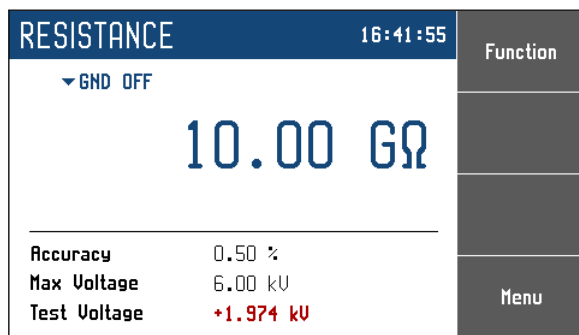 RESISTANCE 16:41:55
Function
GND OFF
10.00 GΩ
Accuracy 0.50 %
Max Voltage 6.00 kV
Test Voltage +1.974 kV
Menu